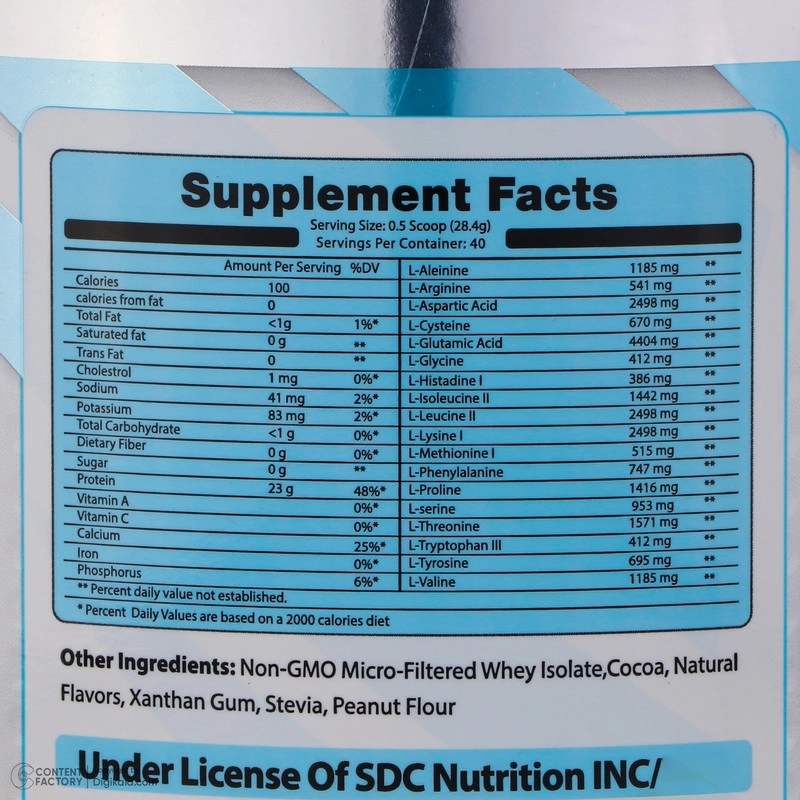 Supplement Facts
Serving Size: 0.5 Scoop (28.4g)
Servings Per Container: 40
Amount Per Serving %DV
Calories 100
calories from fat 0
Total Fat <1g 1%*
Saturated fat 0 g **
Trans Fat 0 **
Cholestrol 1 mg 0%*
Sodium 41 mg 2%*
Potassium 83 mg 2%*
Total Carbohydrate <1 g 0%*
Dietary Fiber 0 g 0%*
Sugar 0 g **
Protein 23 g 48%*
Vitamin A 0%*
Vitamin C 0%*
Calcium 25%*
Iron 0%*
Phosphorus 6%*
** Percent daily value not established.
* Percent Daily Values are based on a 2000 calories diet
L-Aleinine 1185 mg **
L-Arginine 541 mg **
L-Aspartic Acid 2498 mg **
L-Cysteine 670 mg **
L-Glutamic Acid 4404 mg **
L-Glycine 412 mg **
L-Histadine I 386 mg **
L-Isoleucine II 1442 mg **
L-Leucine II 2498 mg **
L-Lysine I 2498 mg **
L-Methionine I 515 mg **
L-Phenylalanine 747 mg **
L-Proline 1416 mg **
L-serine 953 mg **
L-Threonine 1571 mg **
L-Tryptophan III 412 mg **
L-Tyrosine 695 mg **
L-Valine 1185 mg **
Other Ingredients: Non-GMO Micro-Filtered Whey Isolate,Cocoa, Natural
Flavors, Xanthan Gum, Stevia, Peanut Flour
Under License Of SDC Nutrition INC/
CONTENT
FACTORY